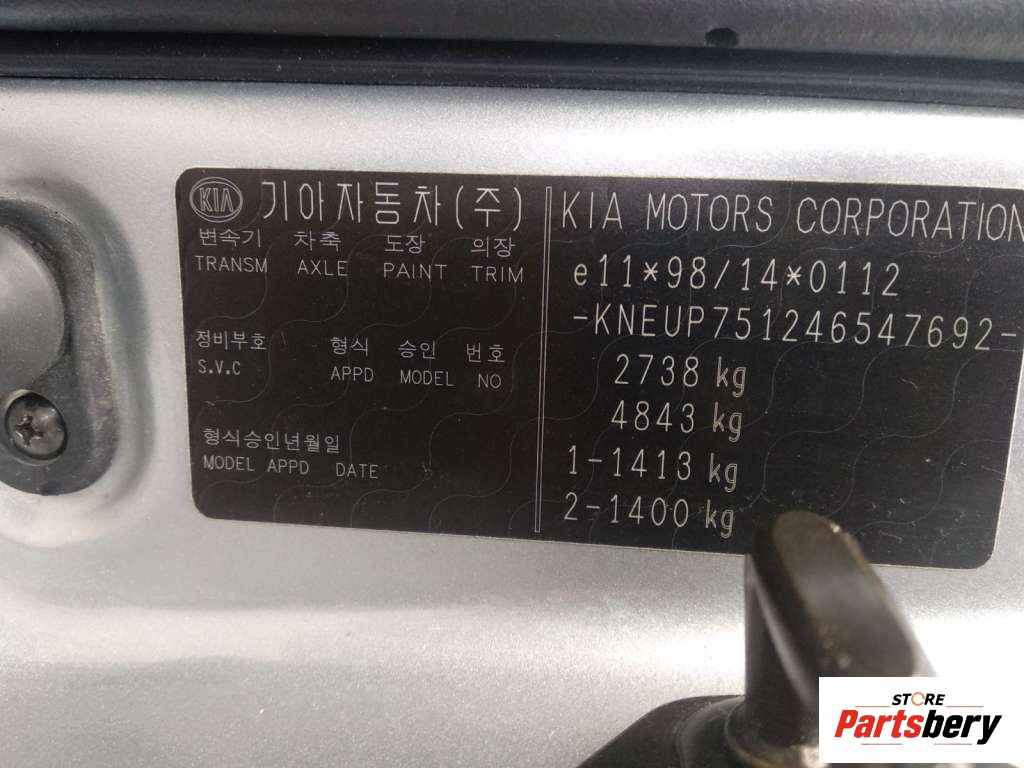 KIA 기아자동차(주)
변속기 차축 도장 의장
TRANSM AXLE PAINT TRIM
정비부호 형식 승인 번호
S.V.C APPD MODEL NO
형식승인년월일
MODEL APPD DATE
KIA MOTORS CORPORATION
e11*98/14*0112
-KNEUP751246547692-
2738 kg
4843 kg
1-1413 kg
2-1400 kg
STORE
Partsbery